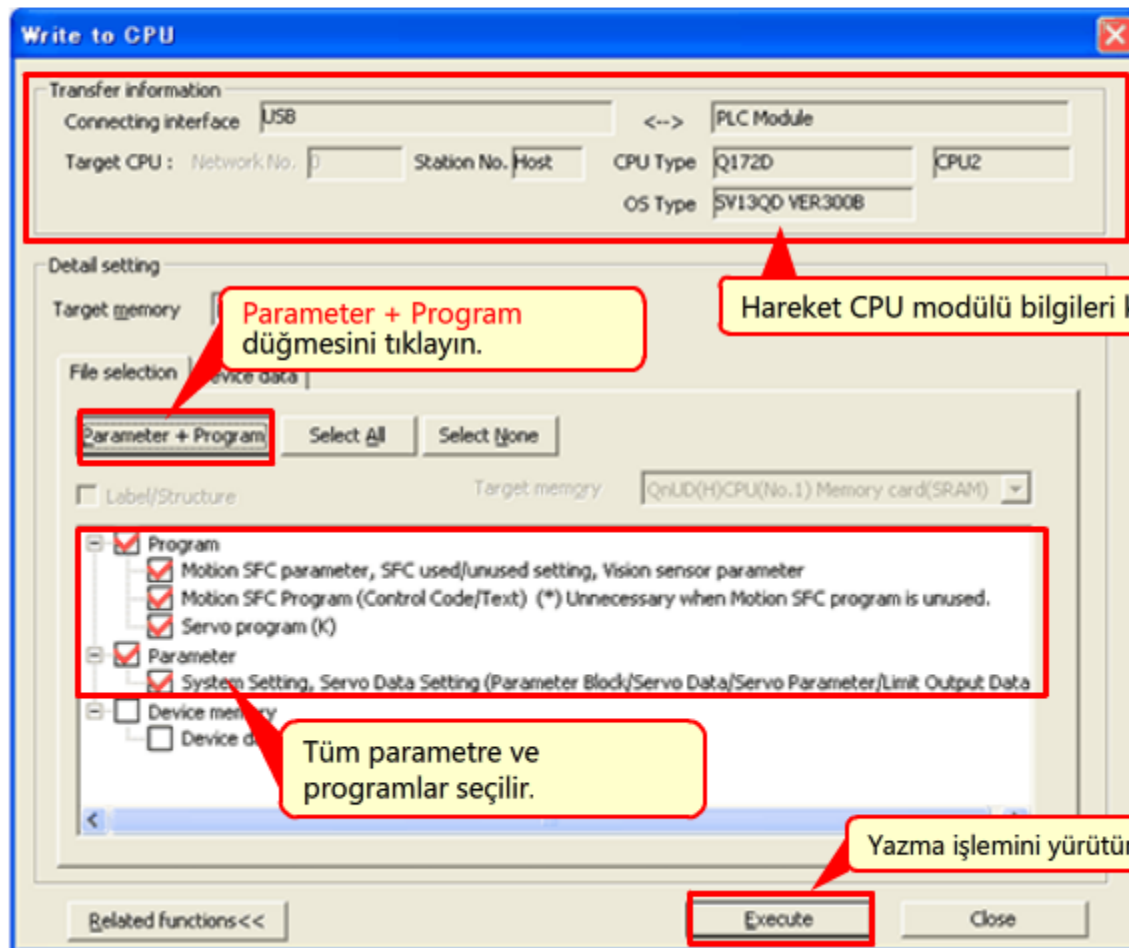 Write to CPU
Transfer information
Connecting interface USB <--> PLC Module
Target CPU : Network No. 0 Station No. Host CPU Type Q172D CPU2
OS Type SV13QD VER300B
Detail setting
Target memory
Hareket CPU modülü bilgileri
Parameter + Program
düğmesini tıklayın.
File selection
data
Parameter + Program Select All Select None
Label/Structure Target memory QnUD(H)CPU(No.1) Memory card(SRAM)
Program
Motion SFC parameter, SFC used/unused setting, Vision sensor parameter
Motion SFC Program (Control Code/Text) (*) Unnecessary when Motion SFC program is unused.
Servo program (K)
Parameter
System Setting, Servo Data Setting (Parameter Block/Servo Data/Servo Parameter/Limit Output Data
Device memory
Device
Tüm parametre ve
programlar seçilir.
Yazma işlemini yürütün
Related functions<< Execute Close